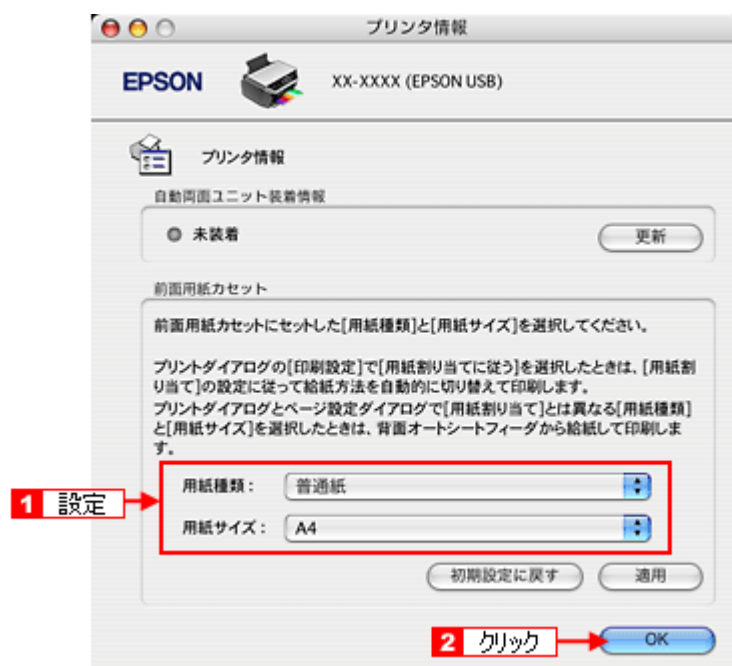 プリンタ情報
EPSON
XX-XXXX (EPSON USB)
プリンタ情報
自動両面ユニット装着情報
未装着
更新
前面用紙カセット
前面用紙カセットにセットした[用紙種類]と[用紙サイズ]を選択してください。
プリントダイアログの[印刷設定]で[用紙割り当てに従う]を選択したときは、[用紙割
り当て]の設定に従って給紙方法を自動的に切り替えて印刷します。
プリントダイアログとページ設定ダイアログで[用紙割り当て]とは異なる[用紙種類]
と[用紙サイズ]を選択したときは、背面オートシートフィーダから給紙して印刷しま
す。
用紙種類： 普通紙
1 設定
用紙サイズ： A4
初期設定に戻す 適用
2 クリック OK